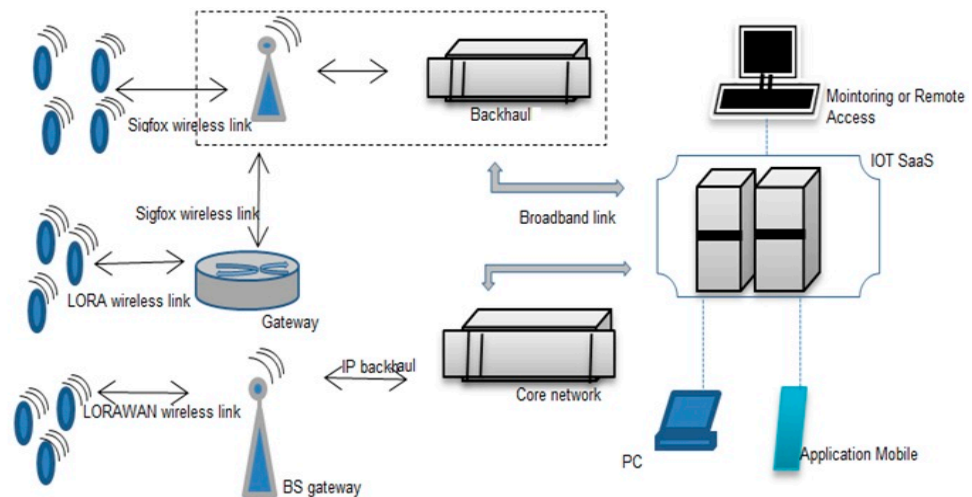 Backhaul
Siqfox wireless link
Mointoring or Remote
Access
IOT SaaS
Sigfox wireless link
Broadband link
LORA wireless link
Gateway
IP backhaul
Core network
LORAWAN wireless link
BS gateway
PC
Application Mobile